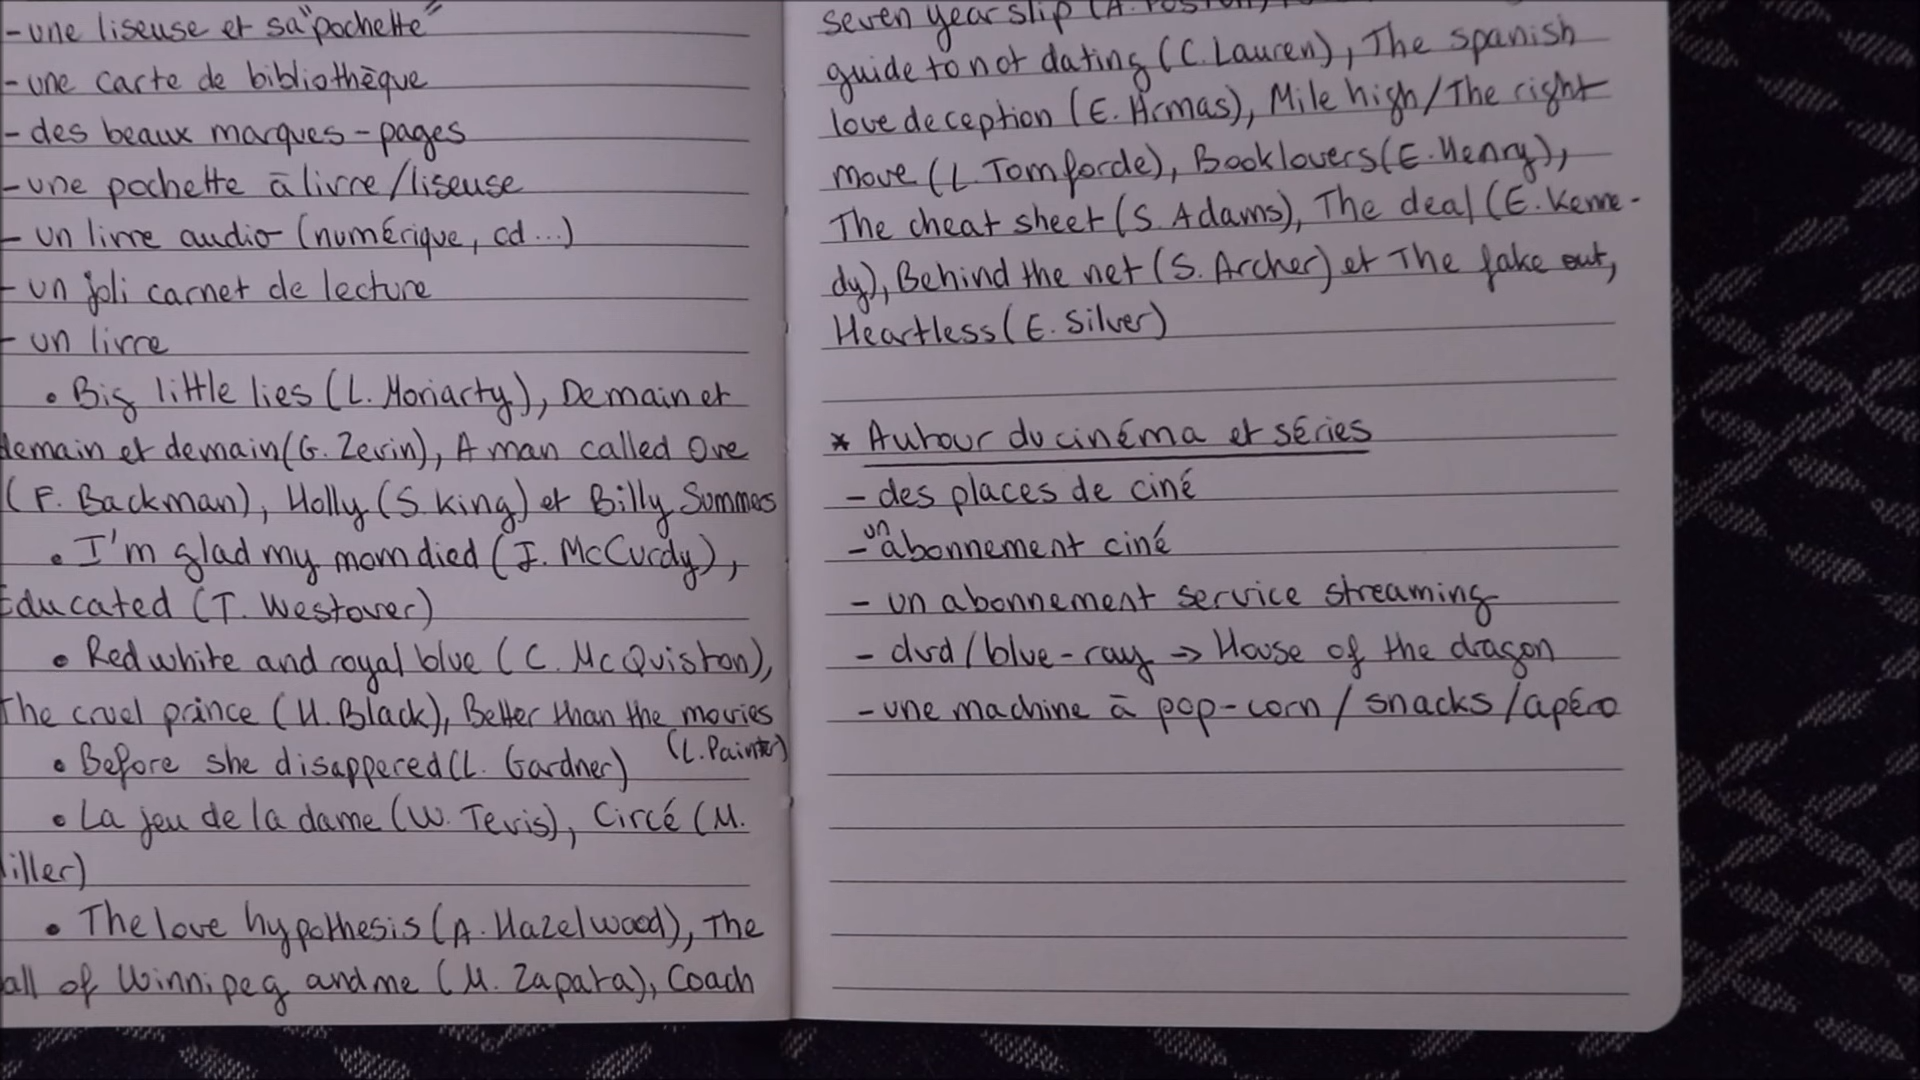 - une liseuse et sa "pochette"
- une carte de bibliothèque
- des beaux marques-pages
- une pochette à livre/liseuse
- un livre audio (numérique, cd...)
- un joli carnet de lecture
- un livre
• Big little lies (L. Moriarty), Demain et
demain et demain (G. Zevin), A man called Ove
(F. Backman), Holly (S. King) et Billy Summers
• I'm glad my mom died (J. McCurdy),
Educated (T. Westover)
• Red white and royal blue (C. McQuiston),
The cruel prince (H. Black), Better than the movies
(L. Painter)
• Before she disappered (L. Gardner)
• La jeu de la dame (W. Tevis), Circé (M.
iller)
• The love hypothesis (A. Hazelwood), The
all of Winnipeg and me (M. Zapata), Coach
seven year slip (A. Poston),
guide to not dating (C. Lauren), The spanish
love deception (E. Armas), Mile high/The right
move (L. Tomforde), Booklovers (E. Henry),
The cheat sheet (S. Adams), The deal (E. Kenne-
dy), Behind the net (S. Archer) et The fake out,
Heartless (E. Silver)
* Autour du cinéma et séries
- des places de ciné
- un abonnement ciné
- un abonnement service streaming
- dvd/blue-ray → House of the dragon
- une machine à pop-corn / snacks / apéro